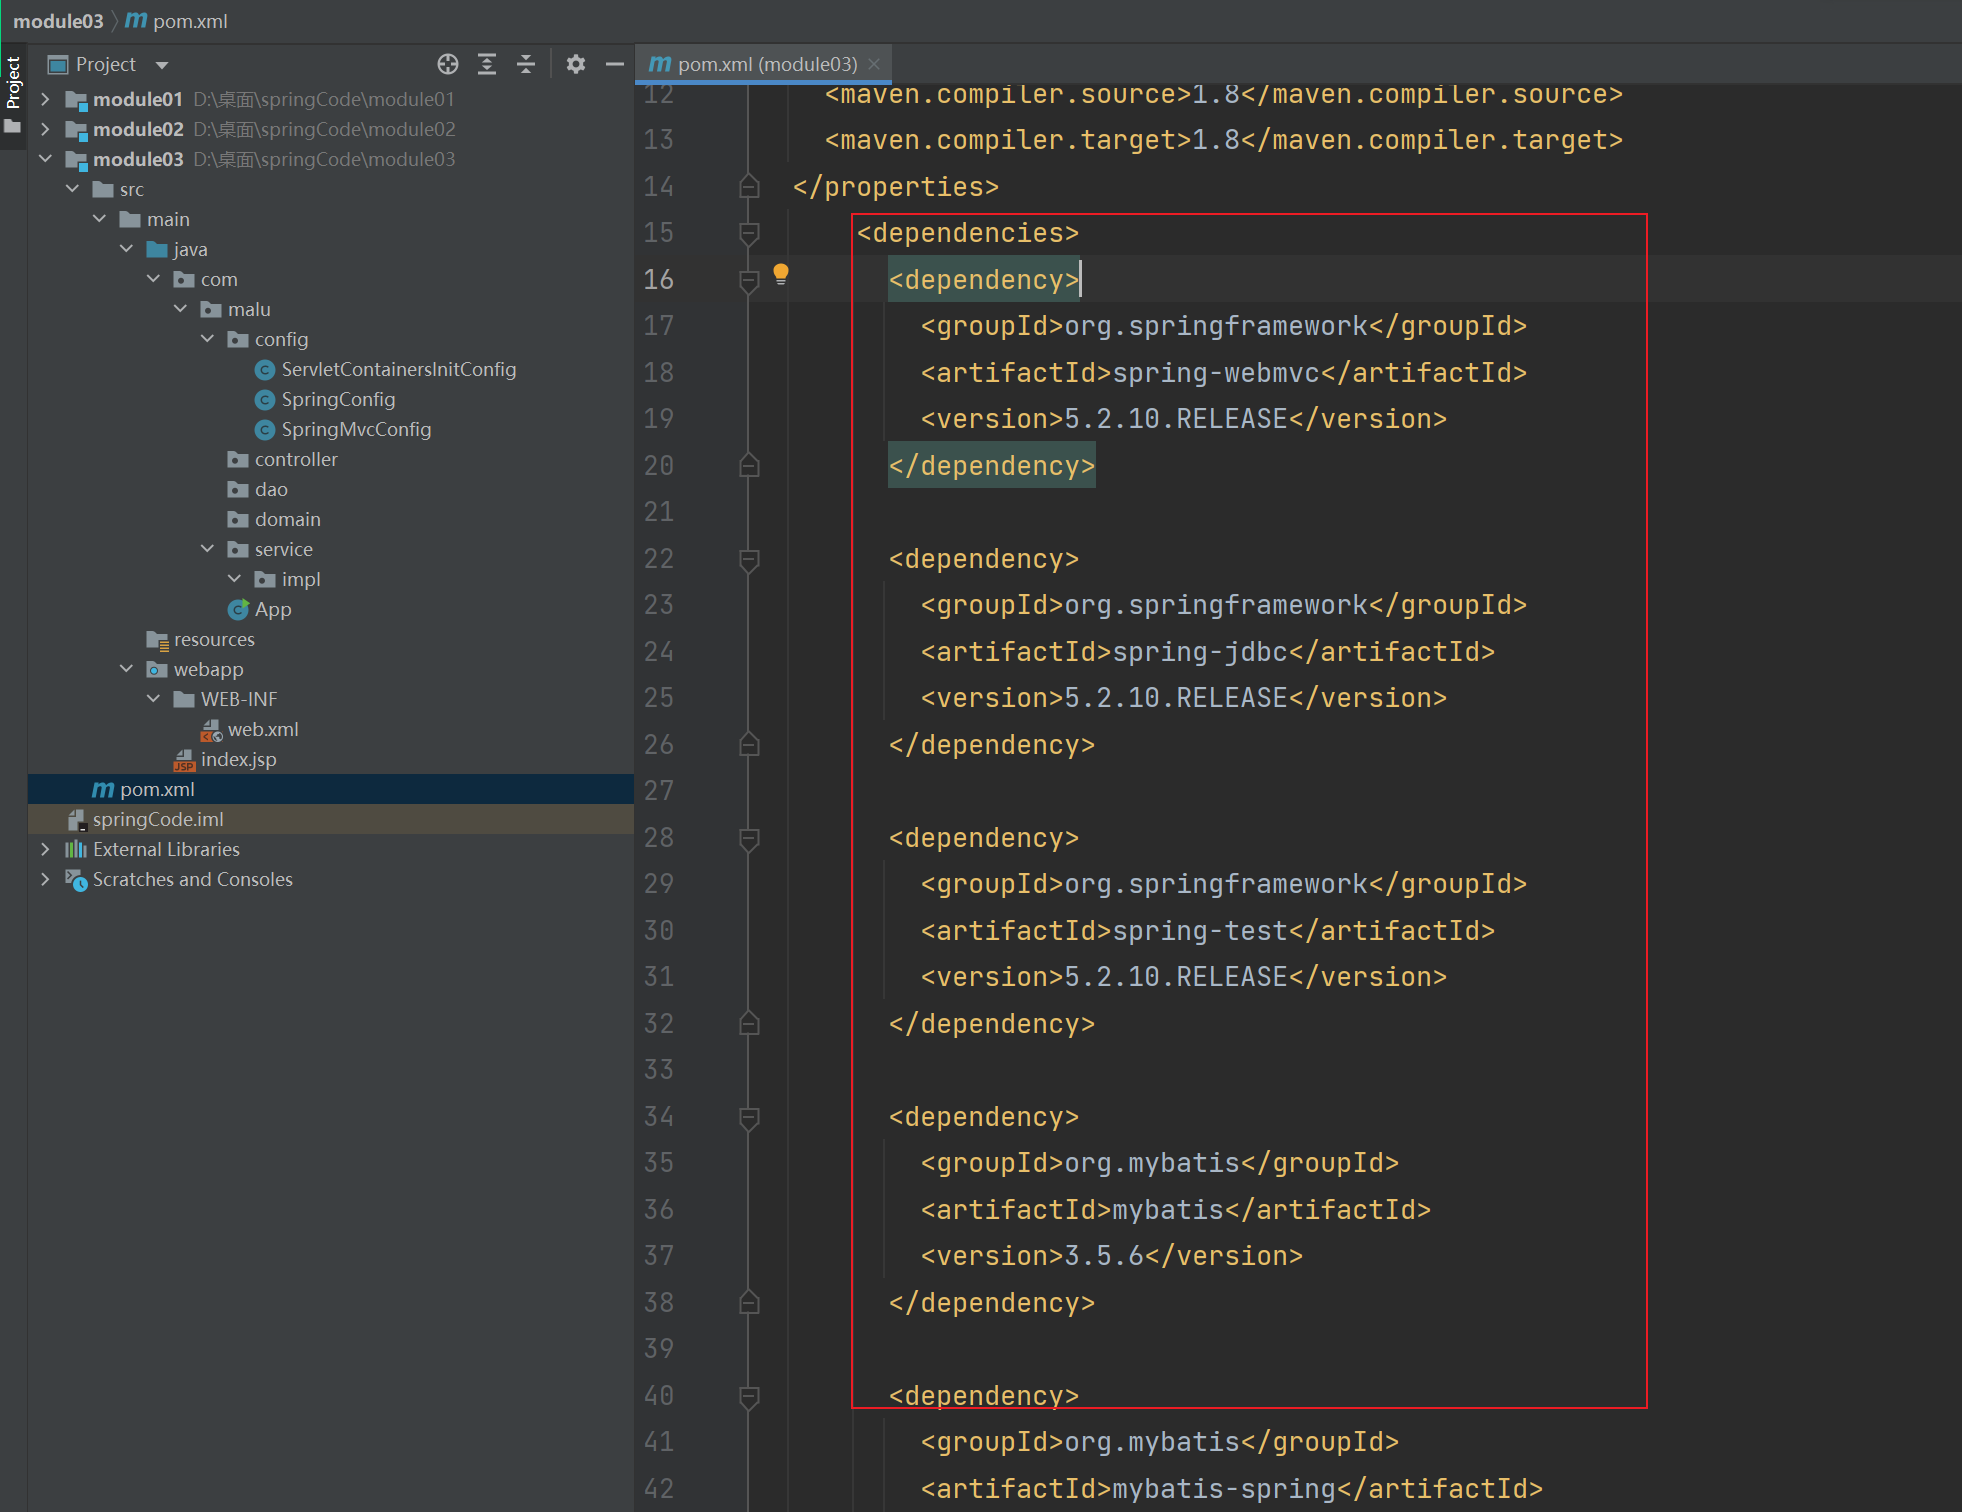 module03 pom.xml
Project
Project
module01 D:\桌面\springCode\module01
module02 D:\桌面\springCode\module02
module03 D:\桌面\springCode\module03
src
main
java
com
malu
config
ServletContainersInitConfig
SpringConfig
SpringMvcConfig
controller
dao
domain
service
impl
App
resources
webapp
WEB-INF
web.xml
index.jsp
pom.xml
springCode.iml
External Libraries
Scratches and Consoles
pom.xml (module03)
12 <maven.compiler.source>1.8</maven.compiler.source>
13 <maven.compiler.target>1.8</maven.compiler.target>
14 </properties>
15 <dependencies>
16 <dependency>
17 <groupId>org.springframework</groupId>
18 <artifactId>spring-webmvc</artifactId>
19 <version>5.2.10.RELEASE</version>
20 </dependency>
21
22 <dependency>
23 <groupId>org.springframework</groupId>
24 <artifactId>spring-jdbc</artifactId>
25 <version>5.2.10.RELEASE</version>
26 </dependency>
27
28 <dependency>
29 <groupId>org.springframework</groupId>
30 <artifactId>spring-test</artifactId>
31 <version>5.2.10.RELEASE</version>
32 </dependency>
33
34 <dependency>
35 <groupId>org.mybatis</groupId>
36 <artifactId>mybatis</artifactId>
37 <version>3.5.6</version>
38 </dependency>
39
40 <dependency>
41 <groupId>org.mybatis</groupId>
42 <artifactId>mybatis-spring</artifactId>